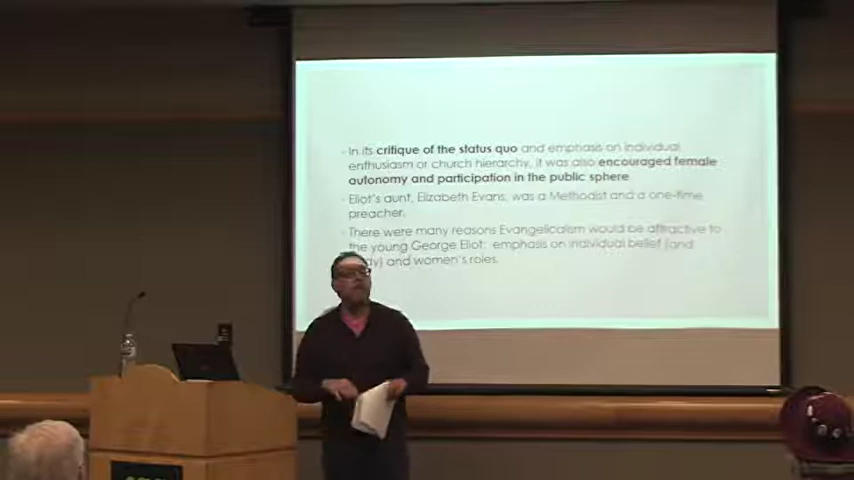 · In its critique of the status quo and emphasis on individual
enthusiasm or church hierarchy, it was also encouraged female
autonomy and participation in the public sphere
· Eliot's aunt, Elizabeth Evans, was a Methodist and a one-time
preacher.
· There were many reasons Evangelicalism would be attractive to
the young George Eliot: emphasis on individual belief (and
and women's roles.